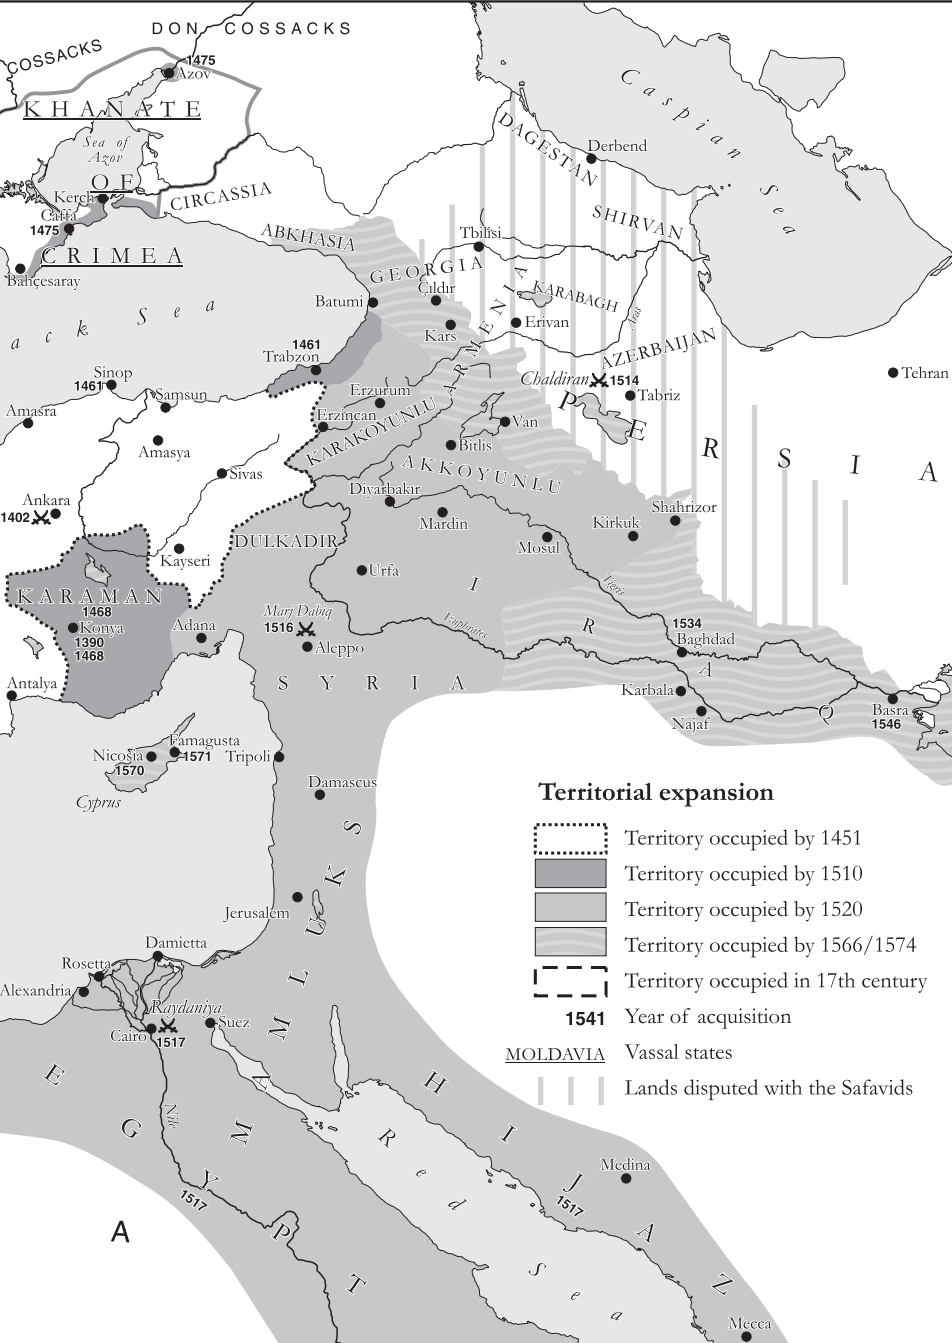 DON COSSACKS
COSSACKS
1475
Azov
KHANATE
Sea of
Azov
OF
Kerch
CIRCASSIA
Caffa
1475
CRIMEA
Bahçesaray
ABKHASIA
DAGESTAN
Derbend
Caspian Sea
SHIRVAN
Tbilisi
GEORGIA
Çıldır
KARABAGH
Batumi
ARMENIA
Erivan
Aras
Kars
ack Sea
AZERBAIJAN
1461
Trabzon
Chaldiran
1514
Tehran
Sinop
1461
Samsun
Erzurum
Tabriz
PERSIA
Amasra
Erzincan
KARAKOYUNLU
Van
Amasya
Bitlis
Sivas
AKKOYUNLU
Ankara
1402
Diyarbakır
Mardin
Kirkuk
Shahrizor
DULKADIR
Mosul
Kayseri
Urfa
IRAQ
Tigris
KARAMAN
1468
Konya
1390
1468
Adana
Marj Dabiq
1516
Aleppo
Euphrates
1534
Baghdad
Antalya
SYRIA
Karbala
Najaf
Basra
1546
Famagusta
1571
Nicosia
1570
Cyprus
Tripoli
Damascus
MAMLUKS
Jerusalem
Damietta
Rosetta
Alexandria
Raydaniya
Cairo
1517
Suez
EGYPT
1517
Nile
Red Sea
HIJAZ
1517
Medina
Mecca
A
Territorial expansion
Territory occupied by 1451
Territory occupied by 1510
Territory occupied by 1520
Territory occupied by 1566/1574
Territory occupied in 17th century
1541 Year of acquisition
MOLDAVIA Vassal states
Lands disputed with the Safavids